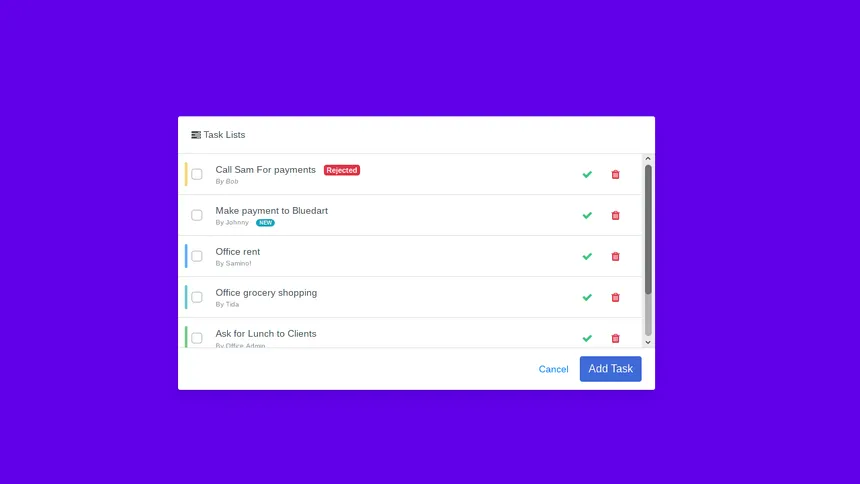 Task Lists
Call Sam For payments Rejected
By Bob
Make payment to Bluedart
By Johnny NEW
Office rent
By Samino!
Office grocery shopping
By Tida
Ask for Lunch to Clients
By Office Admin
Cancel Add Task